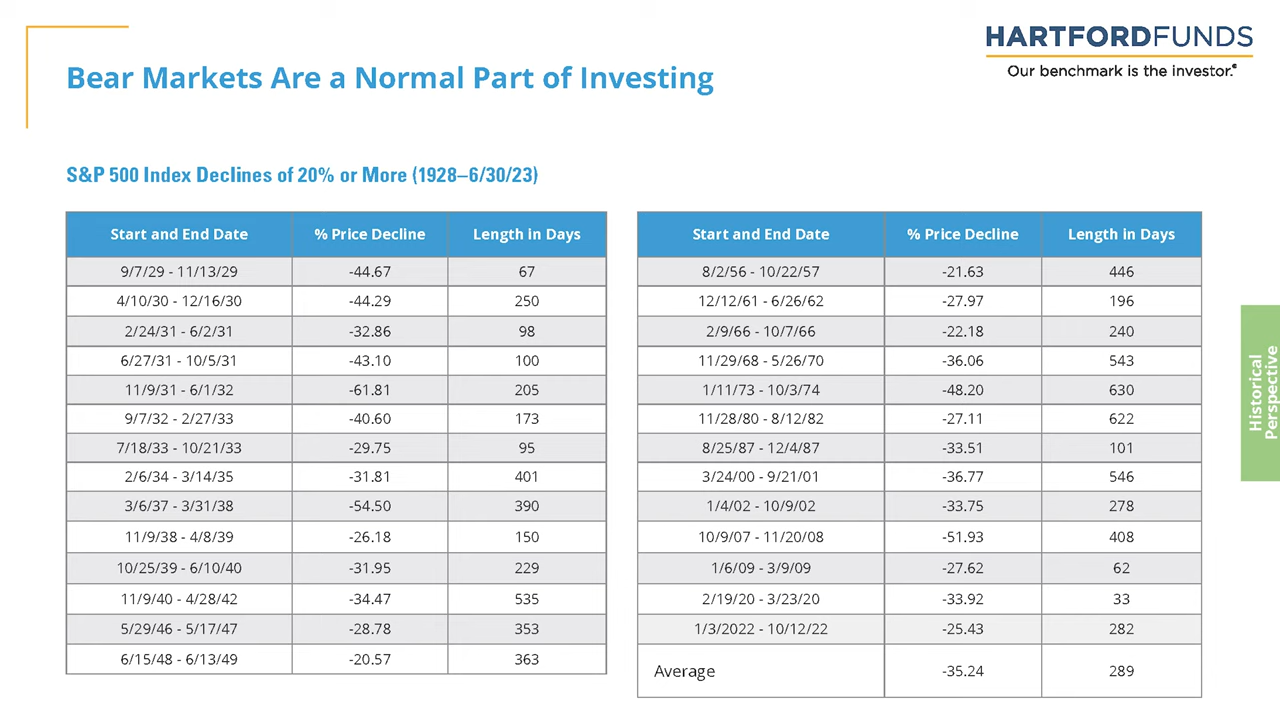 HARTFORDFUNDS
Our benchmark is the investor.®
Bear Markets Are a Normal Part of Investing
S&P 500 Index Declines of 20% or More (1928–6/30/23)
Start and End Date % Price Decline Length in Days
9/7/29 - 11/13/29 -44.67 67
4/10/30 - 12/16/30 -44.29 250
2/24/31 - 6/2/31 -32.86 98
6/27/31 - 10/5/31 -43.10 100
11/9/31 - 6/1/32 -61.81 205
9/7/32 - 2/27/33 -40.60 173
7/18/33 - 10/21/33 -29.75 95
2/6/34 - 3/14/35 -31.81 401
3/6/37 - 3/31/38 -54.50 390
11/9/38 - 4/8/39 -26.18 150
10/25/39 - 6/10/40 -31.95 229
11/9/40 - 4/28/42 -34.47 535
5/29/46 - 5/17/47 -28.78 353
6/15/48 - 6/13/49 -20.57 363
Start and End Date % Price Decline Length in Days
8/2/56 - 10/22/57 -21.63 446
12/12/61 - 6/26/62 -27.97 196
2/9/66 - 10/7/66 -22.18 240
11/29/68 - 5/26/70 -36.06 543
1/11/73 - 10/3/74 -48.20 630
11/28/80 - 8/12/82 -27.11 622
8/25/87 - 12/4/87 -33.51 101
3/24/00 - 9/21/01 -36.77 546
1/4/02 - 10/9/02 -33.75 278
10/9/07 - 11/20/08 -51.93 408
1/6/09 - 3/9/09 -27.62 62
2/19/20 - 3/23/20 -33.92 33
1/3/2022 - 10/12/22 -25.43 282
Average -35.24 289
Historical
Perspective